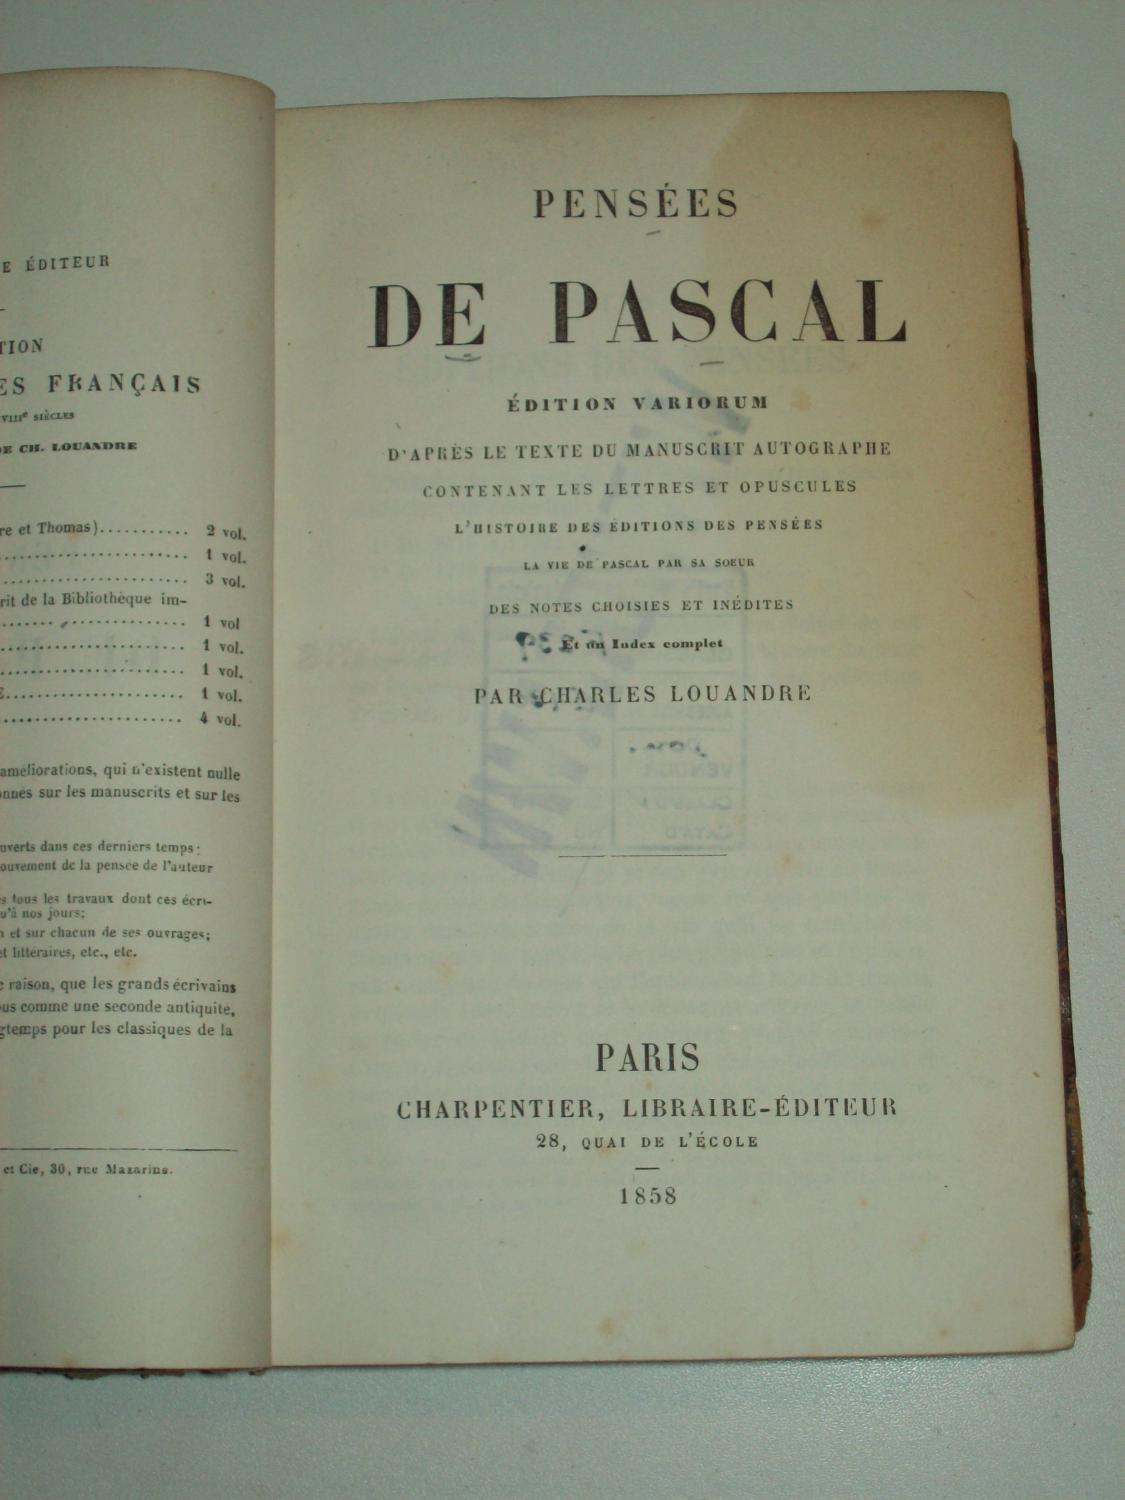 E ÉDITEUR
TION
ES FRANÇAIS
VIIIe SIÈCLES
DE CH. LOUANDRE
re et Thomas)........... 2 vol.
1 vol.
3 vol.
rit de la Bibliothèque im-
1 vol
1 vol.
1 vol.
1 vol.
4 vol.
améliorations, qui n'existent nulle
onnés sur les manuscrits et sur les
uverts dans ces derniers temps;
ouvement de la pensée de l'auteur
s tous les travaux dont ces écri-
u'à nos jours;
n et sur chacun de ses ouvrages;
et littéraires, etc., etc.
c raison, que les grands écrivains
ous comme une seconde antiquité,
gtemps pour les classiques de la
et Cie, 30, rue Mazarine.
PENSÉES
DE PASCAL
ÉDITION VARIORUM
D'APRÈS LE TEXTE DU MANUSCRIT AUTOGRAPHE
CONTENANT LES LETTRES ET OPUSCULES
L'HISTOIRE DES ÉDITIONS DES PENSÉES
LA VIE DE PASCAL PAR SA SOEUR
DES NOTES CHOISIES ET INÉDITES
Et un Index complet
PAR CHARLES LOUANDRE
PARIS
CHARPENTIER, LIBRAIRE-ÉDITEUR
28, QUAI DE L'ÉCOLE
1858